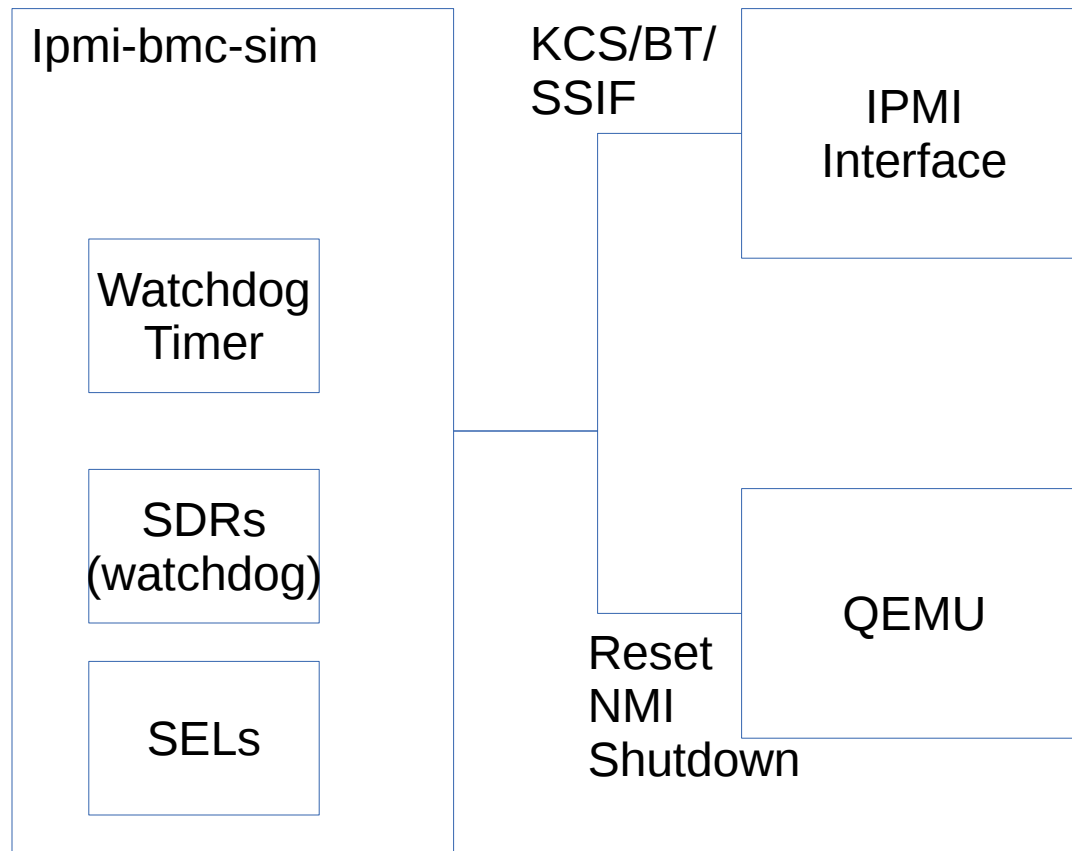 Ipmi-bmc-sim
KCS/BT/
SSIF
IPMI
Interface
Watchdog
Timer
SDRs
(watchdog)
SELs
QEMU
Reset
NMI
Shutdown